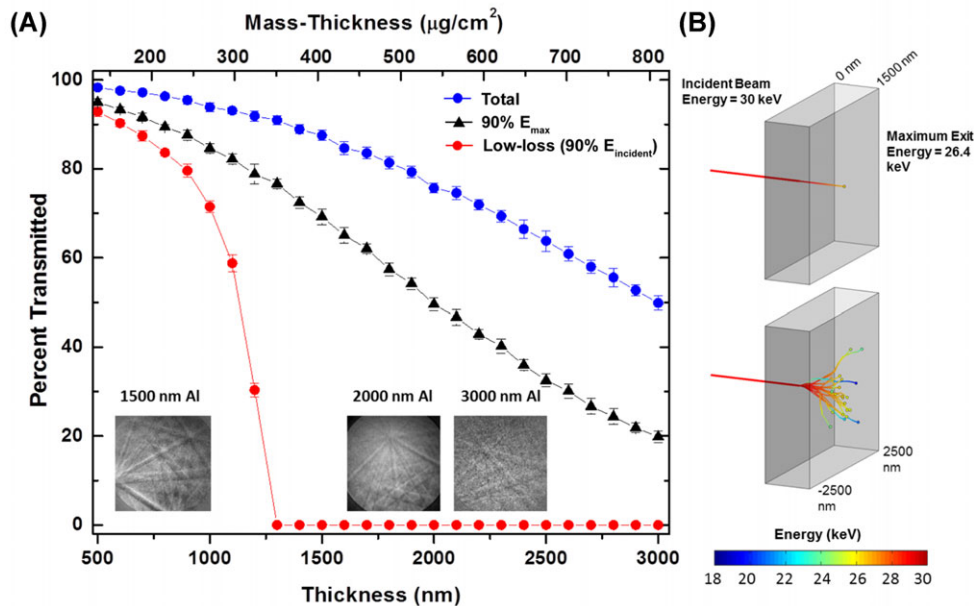 (A)
Mass-Thickness (μg/cm²)
200 300 400 500 600 700 800
100
80
60
40
20
0
Percent Transmitted
Total
90% Emax
Low-loss (90% Eincident)
1500 nm Al
2000 nm Al
3000 nm Al
500 1000 1500 2000 2500 3000
Thickness (nm)
(B)
0 nm
1500 nm
Incident Beam
Energy = 30 keV
Maximum Exit
Energy = 26.4
keV
2500
nm
-2500
nm
Energy (keV)
18 20 22 24 26 28 30